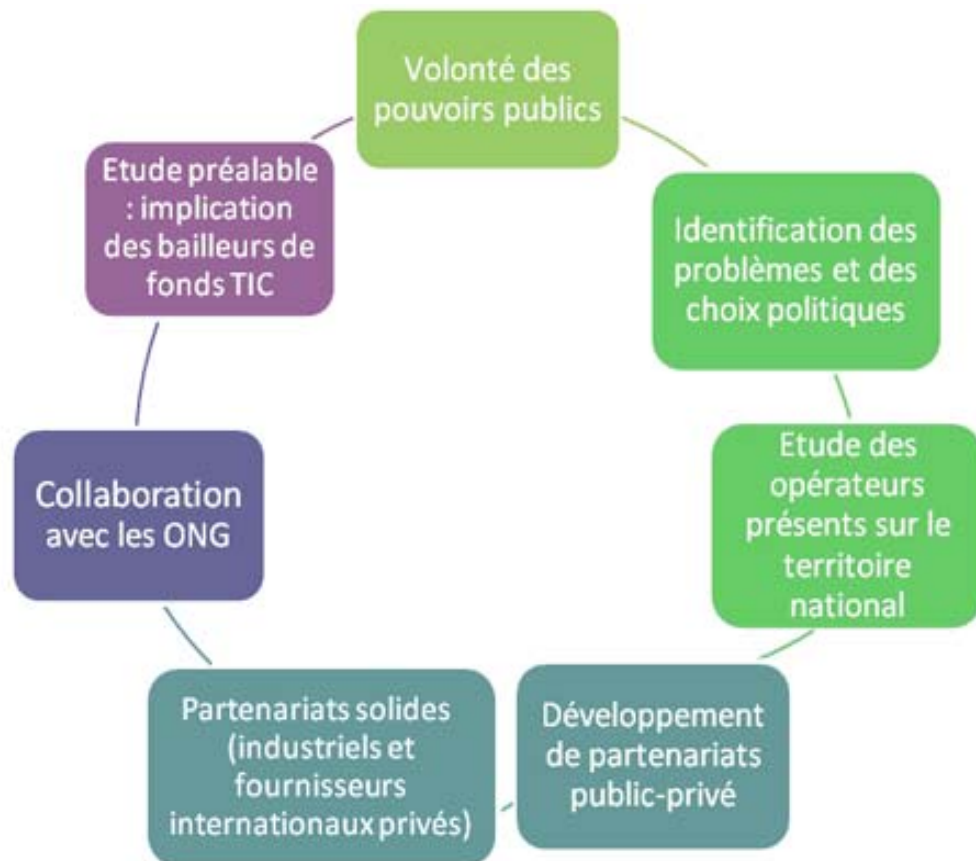 Volonté des
pouvoirs publics
Identification des
problèmes et des
choix politiques
Etude des
opérateurs
présents sur le
territoire
national
Développement
de partenariats
public-privé
Partenariats solides
(industriels et
fournisseurs
internationaux privés)
Collaboration
avec les ONG
Etude préalable
: implication
des bailleurs de
fonds TIC